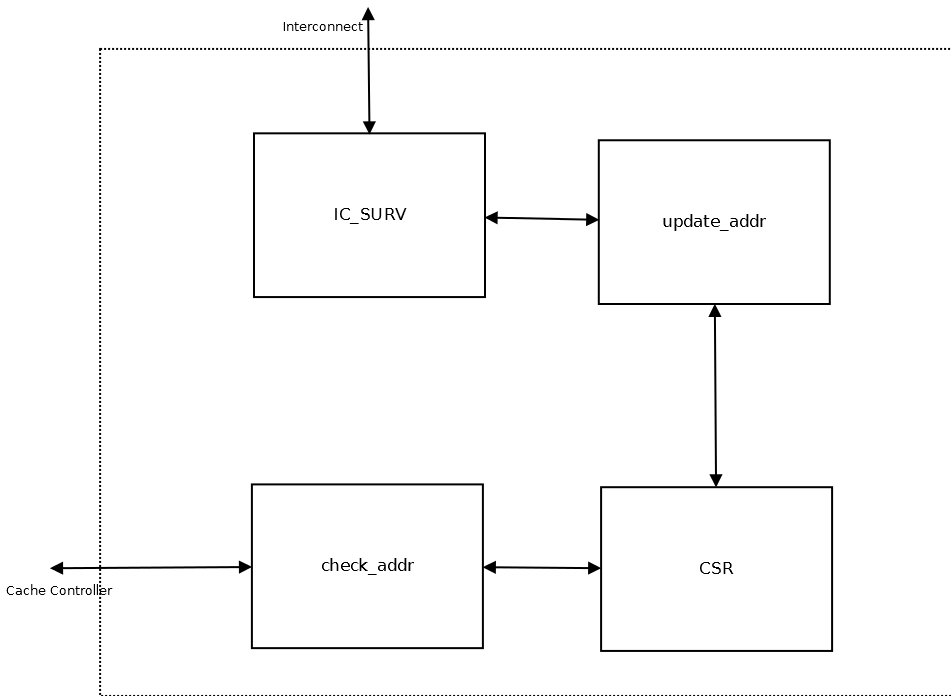 Interconnect
IC_SURV
update_addr
check_addr
CSR
Cache Controller